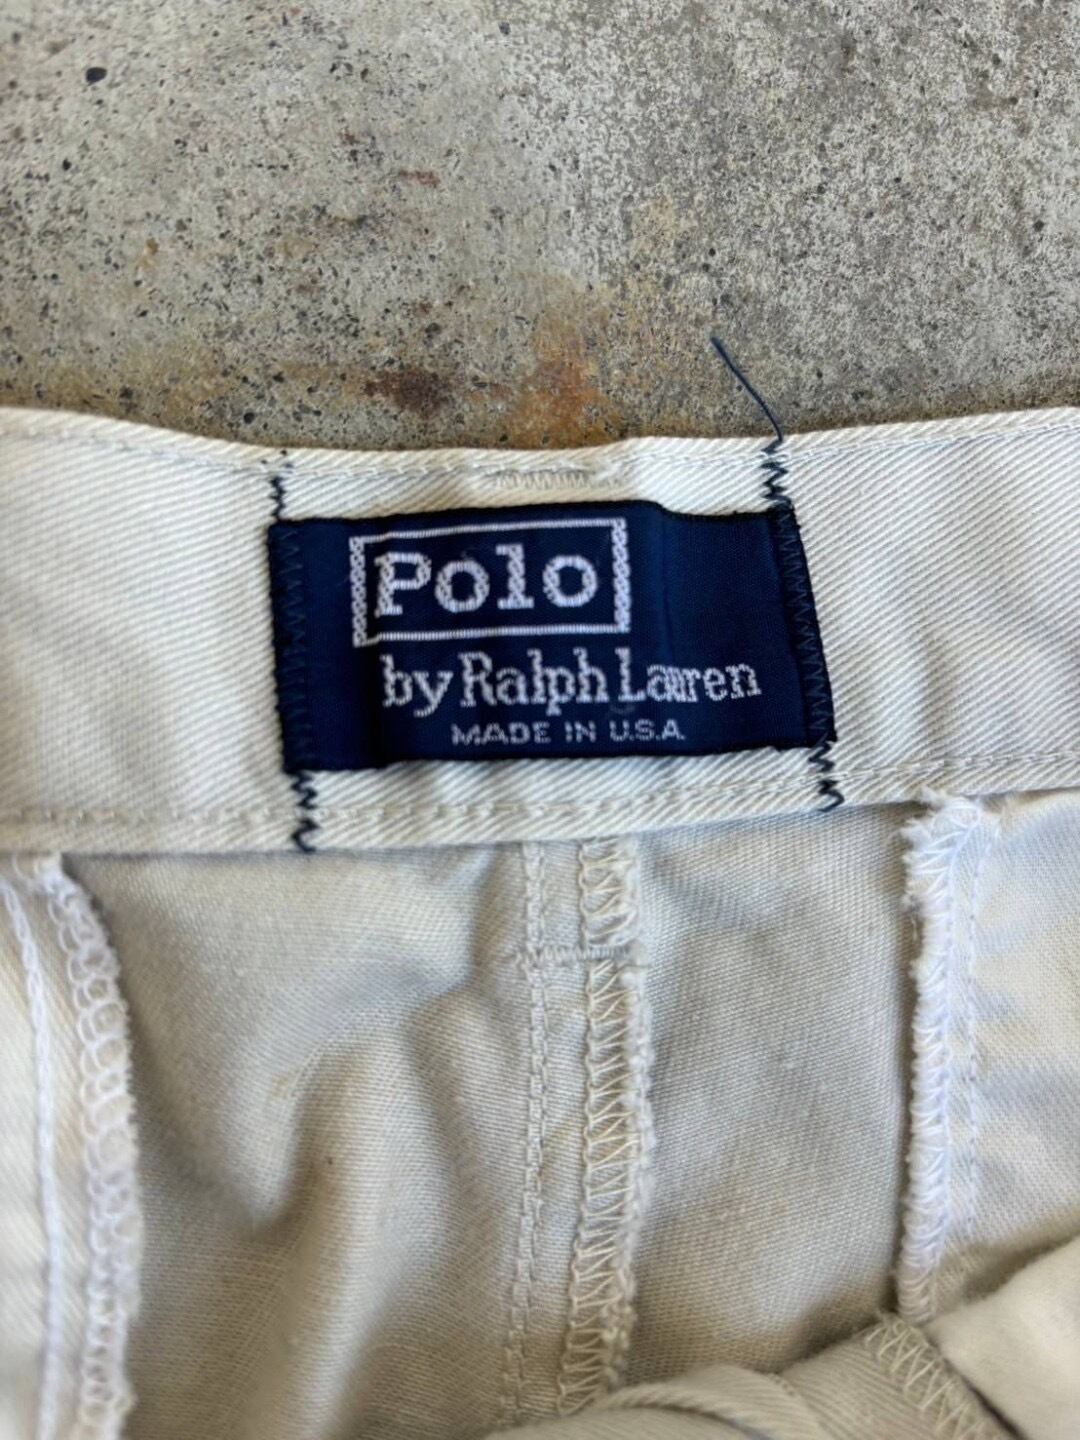 Polo
by Ralph Lauren
MADE IN U.S.A.